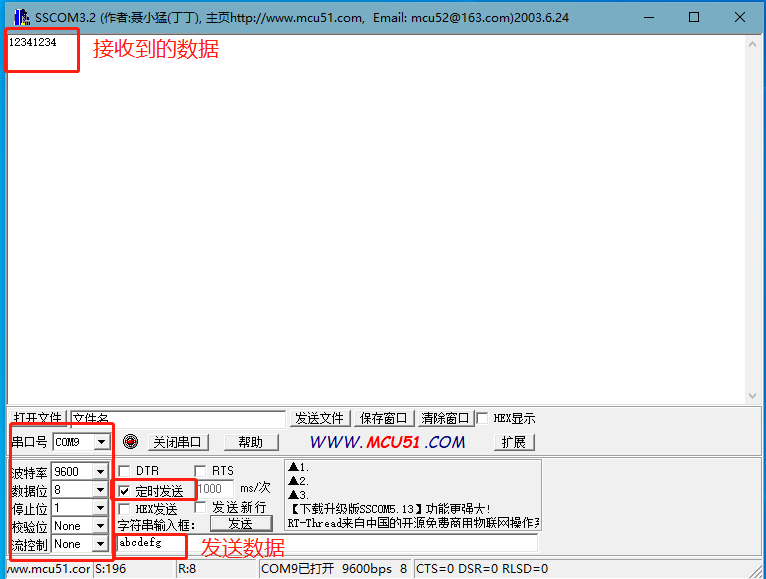 SSCOM3.2 (作者:聂小猛(丁丁), 主页http://www.mcu51.com, Email: mcu52@163.com)2003.6.24
12341234 接收到的数据
打开文件 文件名 发送文件 保存窗口 清除窗口 HEX显示
串口号 COM9 关闭串口 帮助 WWW.MCU51.COM 扩展
波特率 9600 DTR RTS
数据位 8 定时发送 1000 ms/次
停止位 1 HEX发送 发送新行
校验位 None 字符串输入框: 发送
流控制 None abcdefg 发送数据
▲1.
▲2.
▲3.
【下载升级版SSCOM5.13】功能更强大!
RT-Thread来自中国的开源免费商用物联网操作系
www.mcu51.cor S:196 R:8 COM9已打开 9600bps 8 CTS=0 DSR=0 RLSD=0